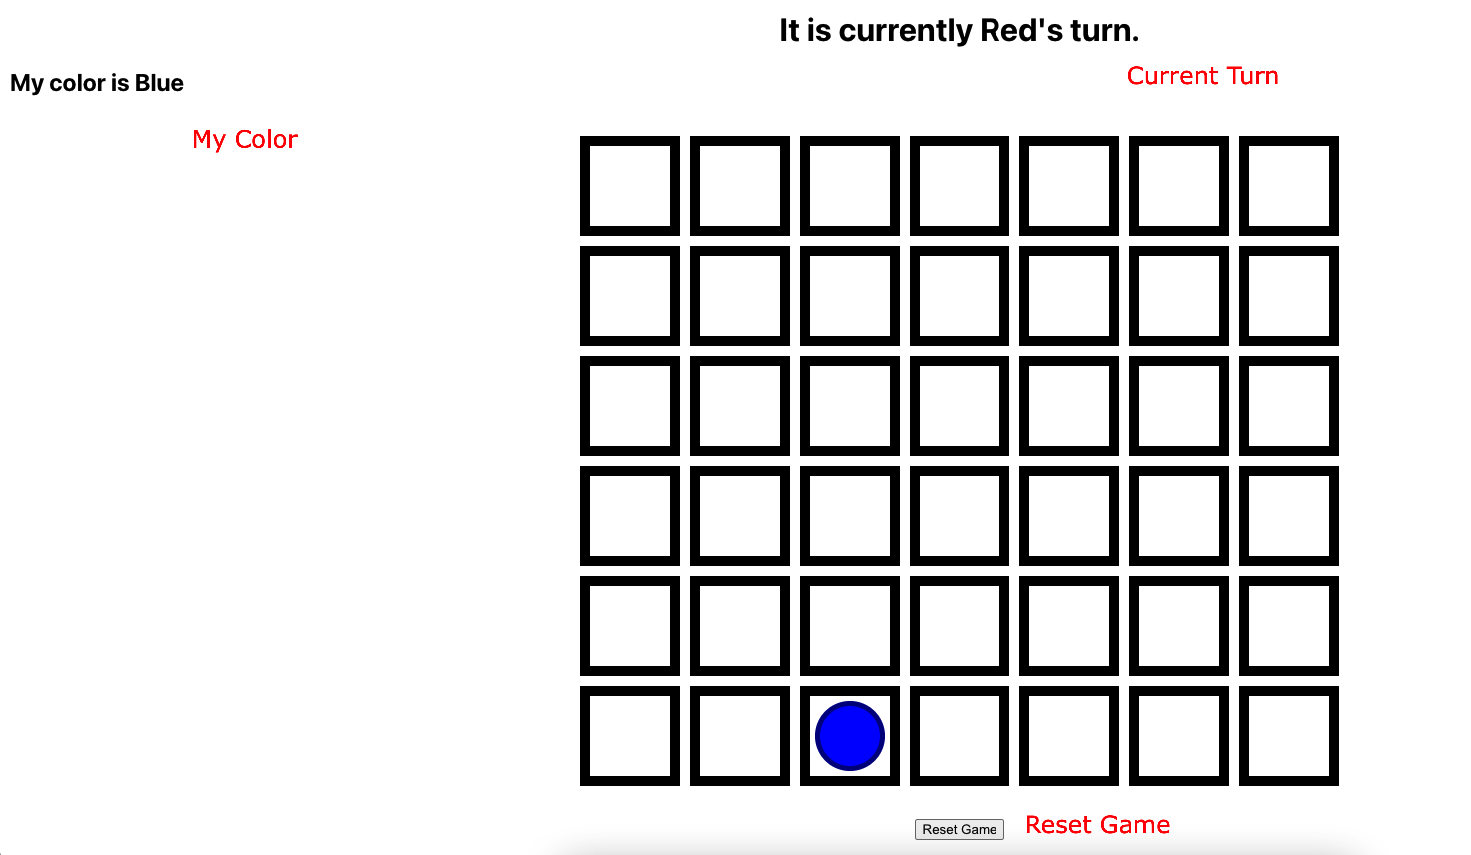 It is currently Red's turn.
Current Turn
My color is Blue
My Color
Reset Game
Reset Game